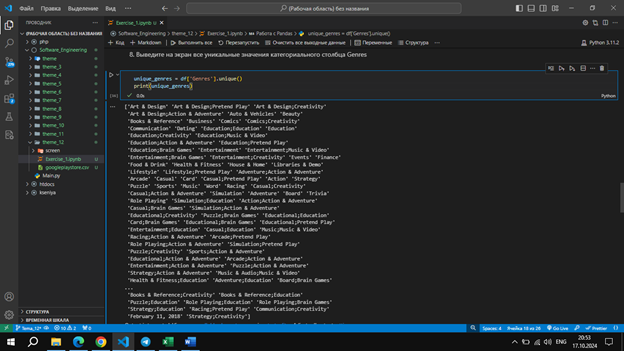 Файл Правка Выделение Вид ...
(Рабочая область) без названия
ПРОВОДНИК
Exercise_1.ipynb U
(РАБОЧАЯ ОБЛАСТЬ) БЕЗ НАЗВАНИЯ
Software_Engineering > theme_12 > Exercise_1.ipynb > Работа с Pandas > unique_genres = df['Genres'].unique()
php
Software_Engineering
+ Код + Markdown Выполнить все Перезапустить Очистить все выходные данные Переменные Структура ...
Python 3.11.2
theme
theme_3
theme_4
theme_5
theme_6
theme_7
theme_8
theme_9
theme_10
theme_11
theme_12
screen
Exercise_1.ipynb U
googleplaystore.csv U
Main.py
htdocs
kseniya
СТРУКТУРА
ВРЕМЕННАЯ ШКАЛА
8. Выведите на экран все уникальные значения категориального столбца Genres
unique_genres = df['Genres'].unique()
print(unique_genres)
0.0s
Python
['Art & Design' 'Art & Design;Pretend Play' 'Art & Design;Creativity'
'Art & Design;Action & Adventure' 'Auto & Vehicles' 'Beauty'
'Books & Reference' 'Business' 'Comics' 'Comics;Creativity'
'Communication' 'Dating' 'Education;Education' 'Education'
'Education;Creativity' 'Education;Music & Video'
'Education;Action & Adventure' 'Education;Pretend Play'
'Education;Brain Games' 'Entertainment' 'Entertainment;Music & Video'
'Entertainment;Brain Games' 'Entertainment;Creativity' 'Events' 'Finance'
'Food & Drink' 'Health & Fitness' 'House & Home' 'Libraries & Demo'
'Lifestyle' 'Lifestyle;Pretend Play' 'Adventure;Action & Adventure'
'Arcade' 'Casual' 'Card' 'Casual;Pretend Play' 'Action' 'Strategy'
'Puzzle' 'Sports' 'Music' 'Word' 'Racing' 'Casual;Creativity'
'Casual;Action & Adventure' 'Simulation' 'Adventure' 'Board' 'Trivia'
'Role Playing' 'Simulation;Education' 'Action;Action & Adventure'
'Casual;Brain Games' 'Simulation;Action & Adventure'
'Educational;Creativity' 'Puzzle;Brain Games' 'Educational;Education'
'Card;Brain Games' 'Educational;Brain Games' 'Educational;Pretend Play'
'Entertainment;Education' 'Casual;Education' 'Music;Music & Video'
'Racing;Action & Adventure' 'Arcade;Pretend Play'
'Role Playing;Action & Adventure' 'Simulation;Pretend Play'
'Puzzle;Creativity' 'Sports;Action & Adventure'
'Educational;Action & Adventure' 'Arcade;Action & Adventure'
'Entertainment;Action & Adventure' 'Puzzle;Action & Adventure'
'Strategy;Action & Adventure' 'Music & Audio;Music & Video'
'Health & Fitness;Education' 'Adventure;Education' 'Board;Brain Games'
...
'Books & Reference;Creativity' 'Books & Reference;Education'
'Puzzle;Education' 'Role Playing;Education' 'Role Playing;Brain Games'
'Strategy;Education' 'Racing;Pretend Play' 'Communication;Creativity'
'February 11, 2018' 'Strategy;Creativity']
Spaces: 4 Ячейка 18 из 28 Go Live Prettier
ENG
20:53
17.10.2024